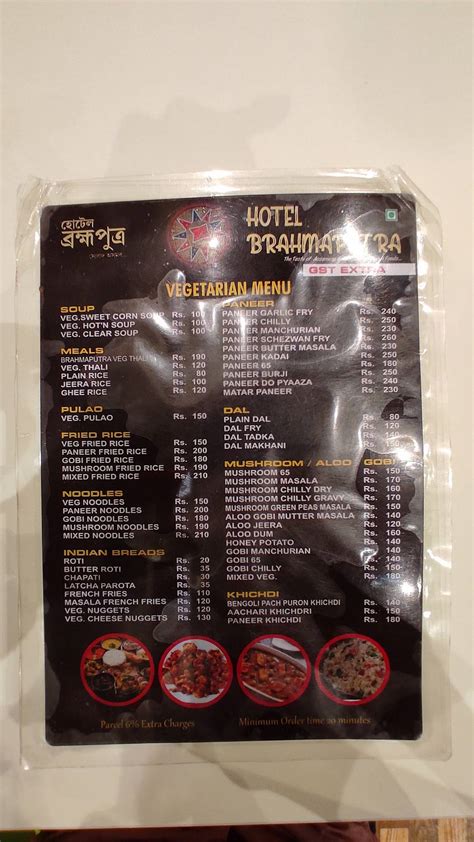 হোটেল
ব্রহ্মপুত্র
HOTEL
BRAHMAPUTRA
GST EXTRA
VEGETARIAN MENU
SOUP
VEG.SWEET CORN SOUP Rs. 100
VEG. HOT'N SOUP Rs. 100
VEG. CLEAR SOUP Rs. 100
MEALS
BRAHMAPUTRA VEG THALI Rs. 190
VEG. THALI Rs. 120
PLAIN RICE Rs. 80
JEERA RICE Rs. 100
GHEE RICE Rs. 120
PULAO
VEG. PULAO Rs. 150
FRIED RICE
VEG FRIED RICE Rs. 150
PANEER FRIED RICE Rs. 200
GOBI FRIED RICE Rs. 180
MUSHROOM FRIED RICE Rs. 190
MIXED FRIED RICE Rs. 210
NOODLES
VEG NOODLES Rs. 150
PANEER NOODLES Rs. 200
GOBI NOODLES Rs. 180
MUSHROOM NOODLES Rs. 190
MIXED NOODLES Rs. 210
INDIAN BREADS
ROTI Rs. 20
BUTTER ROTI Rs. 35
CHAPATI Rs.
LATCHA PAROTA Rs. 35
FRENCH FRIES Rs. 110
MASALA FRENCH FRIES Rs. 120
VEG. NUGGETS Rs. 120
VEG. CHEESE NUGGETS Rs. 130
PANEER
PANEER GARLIC FRY Rs. 240
PANEER CHILLY Rs. 250
PANEER MANCHURIAN Rs. 230
PANEER SCHEZWAN FRY Rs. 260
PANEER BUTTER MASALA Rs. 230
PANEER KADAI Rs. 250
PANEER 65 Rs. 180
PANEER BURJI Rs. 250
PANEER DO PYAAZA Rs. 240
MATAR PANEER Rs. 230
DAL
PLAIN DAL Rs. 80
DAL FRY Rs. 120
DAL TADKA Rs. 140
DAL MAKHANI Rs. 180
MUSHROOM / ALOO GOBI
MUSHROOM 65 Rs. 150
MUSHROOM MASALA Rs. 170
MUSHROOM CHILLY DRY Rs. 160
MUSHROOM CHILLY GRAVY Rs. 170
MUSHROOM GREEN PEAS MASALA Rs. 150
ALOO GOBI MUTTER MASALA Rs. 140
ALOO JEERA Rs. 120
ALOO DUM Rs. 140
HONEY POTATO Rs. 140
GOBI MANCHURIAN Rs. 140
GOBI 65 Rs. 150
GOBI CHILLY Rs. 150
MIXED VEG. Rs. 160
KHICHDI
BENGOLI PACH PURON KHICHDI Rs. 140
AACHARI KHICHDRI Rs. 150
PANEER KHICHDI Rs. 180
Parcel 6% Extra Charges
Minimum Order time 20 minutes